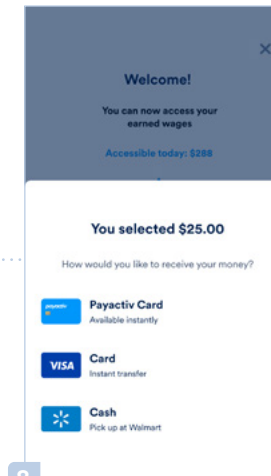 Welcome!
You can now access your
earned wages
Accessible today: $288
You selected $25.00
How would you like to receive your money?
payactiv
Payactiv Card
Available instantly
VISA
Card
Instant transfer
Cash
Pick up at Walmart